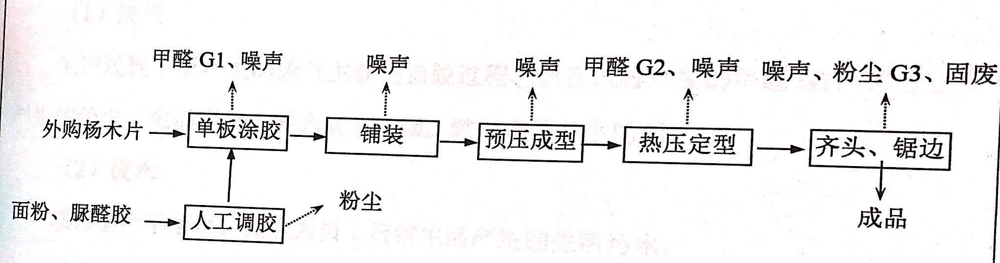 甲醛 G1、噪声
噪声
噪声
甲醛 G2、噪声
噪声、粉尘 G3、固废
外购杨木片
单板涂胶
铺装
预压成型
热压定型
齐头、锯边
面粉、脲醛胶
人工调胶
粉尘
成品